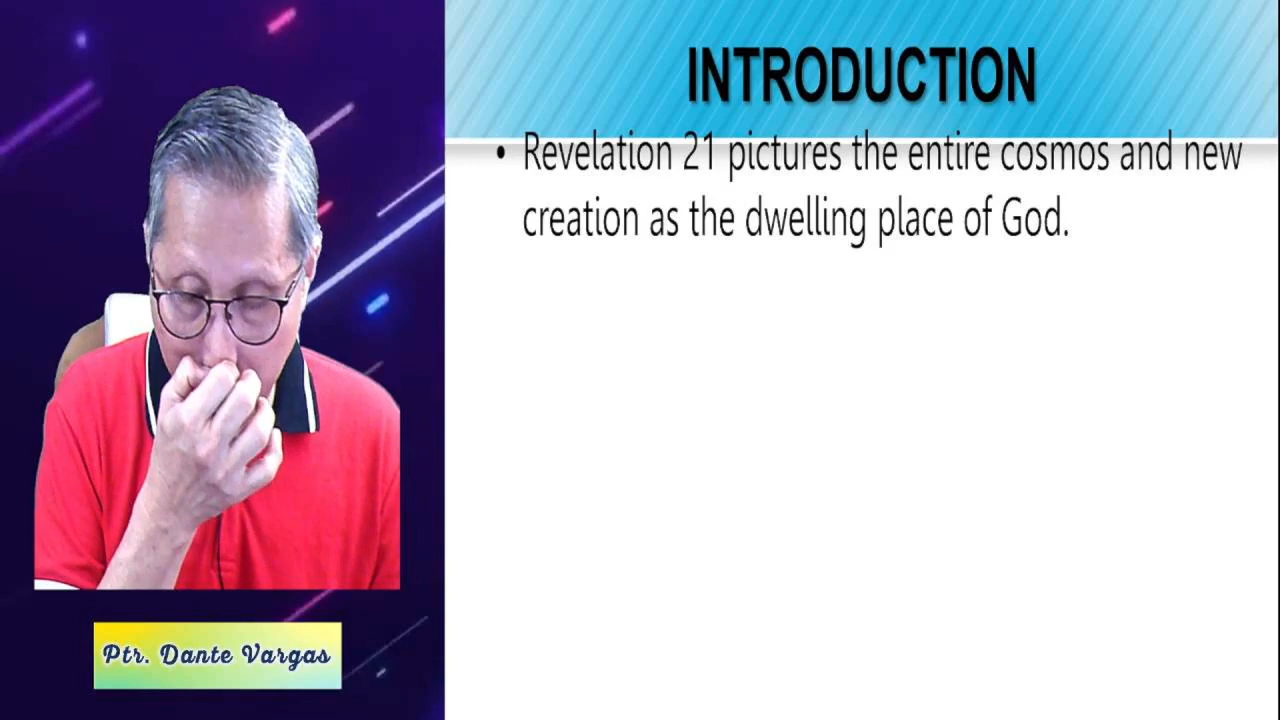 INTRODUCTION
• Revelation 21 pictures the entire cosmos and new
creation as the dwelling place of God.
Ptr. Dante Vargas